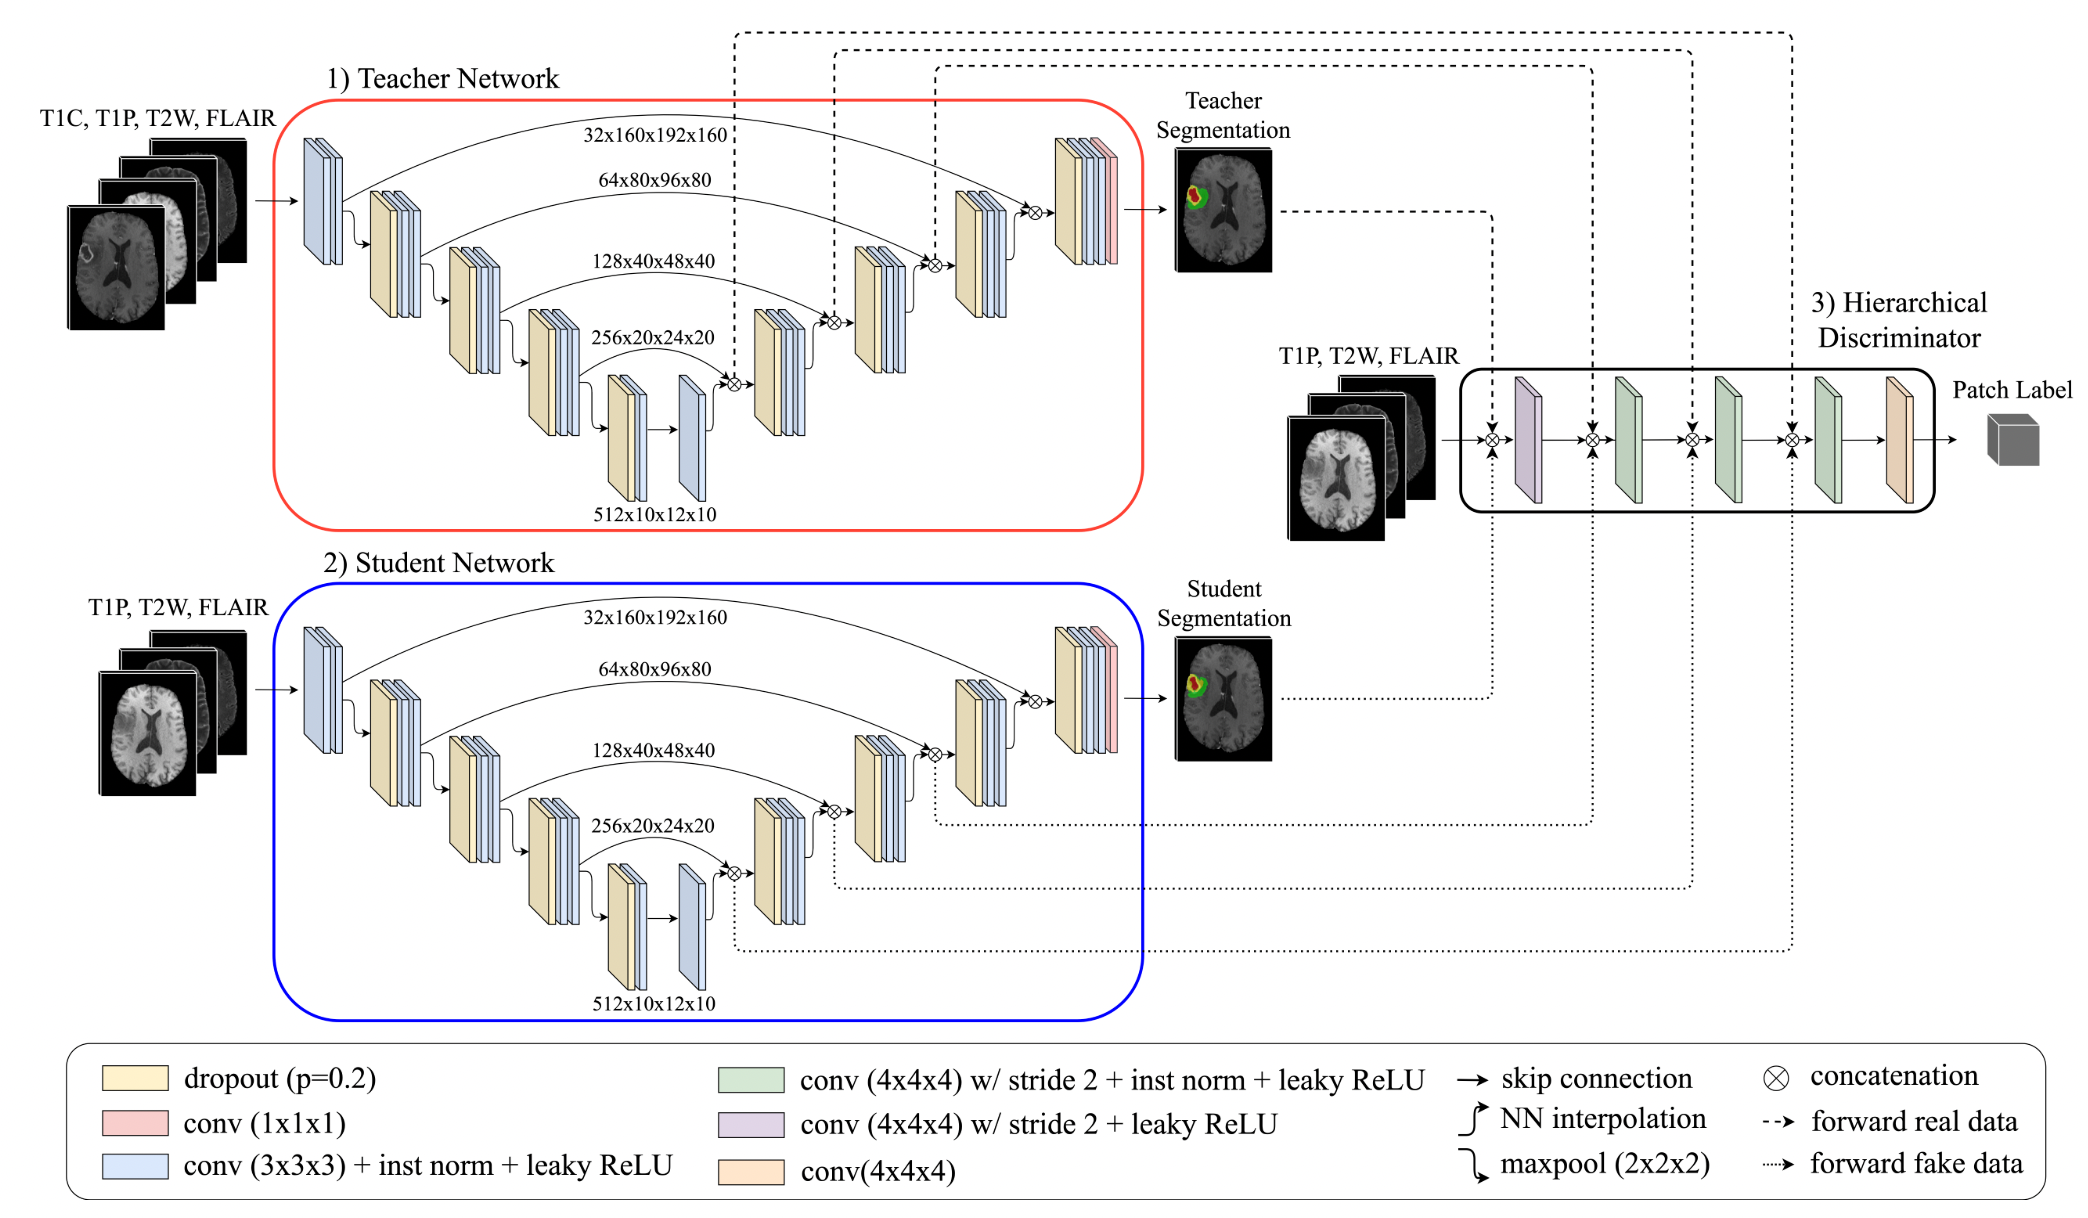 1) Teacher Network
T1C, T1P, T2W, FLAIR
32x160x192x160
64x80x96x80
128x40x48x40
256x20x24x20
512x10x12x10
Teacher
Segmentation
2) Student Network
T1P, T2W, FLAIR
32x160x192x160
64x80x96x80
128x40x48x40
256x20x24x20
512x10x12x10
Student
Segmentation
3) Hierarchical
Discriminator
T1P, T2W, FLAIR
Patch Label
dropout (p=0.2)
conv (1x1x1)
conv (3x3x3) + inst norm + leaky ReLU
conv (4x4x4) w/ stride 2 + inst norm + leaky ReLU
conv (4x4x4) w/ stride 2 + leaky ReLU
conv(4x4x4)
skip connection
NN interpolation
maxpool (2x2x2)
concatenation
forward real data
forward fake data